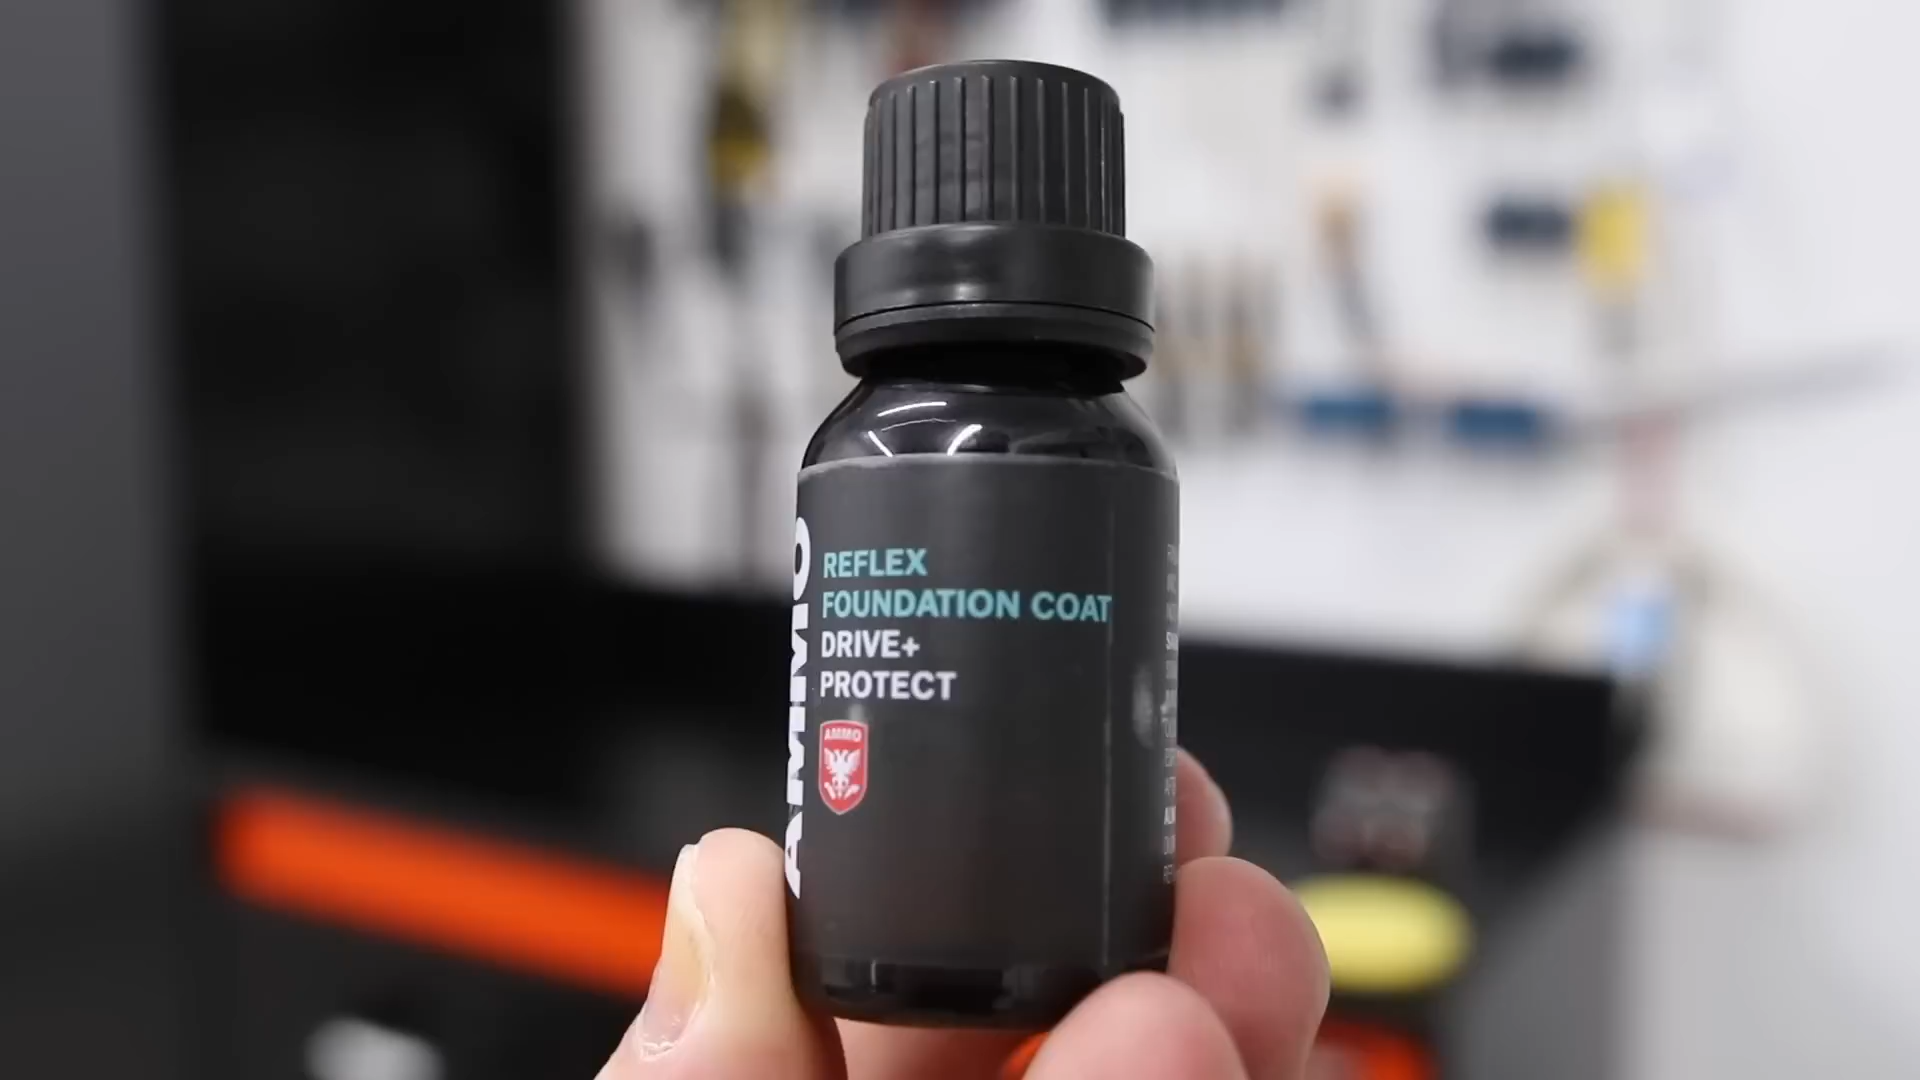 AMMO
REFLEX
FOUNDATION COAT
DRIVE+
PROTECT
AMMO